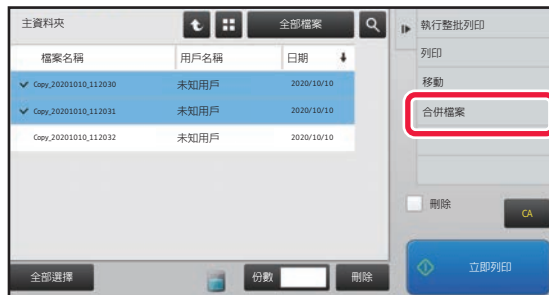 主資料夾
全部檔案
檔案名稱 用戶名稱 日期
Copy_20201010_112030 未知用戶 2020/10/10
Copy_20201010_112031 未知用戶 2020/10/10
Copy_20201010_112032 未知用戶 2020/10/10
全部選擇 份數 刪除
執行整批列印
列印
移動
合併檔案
刪除
CA
立即列印